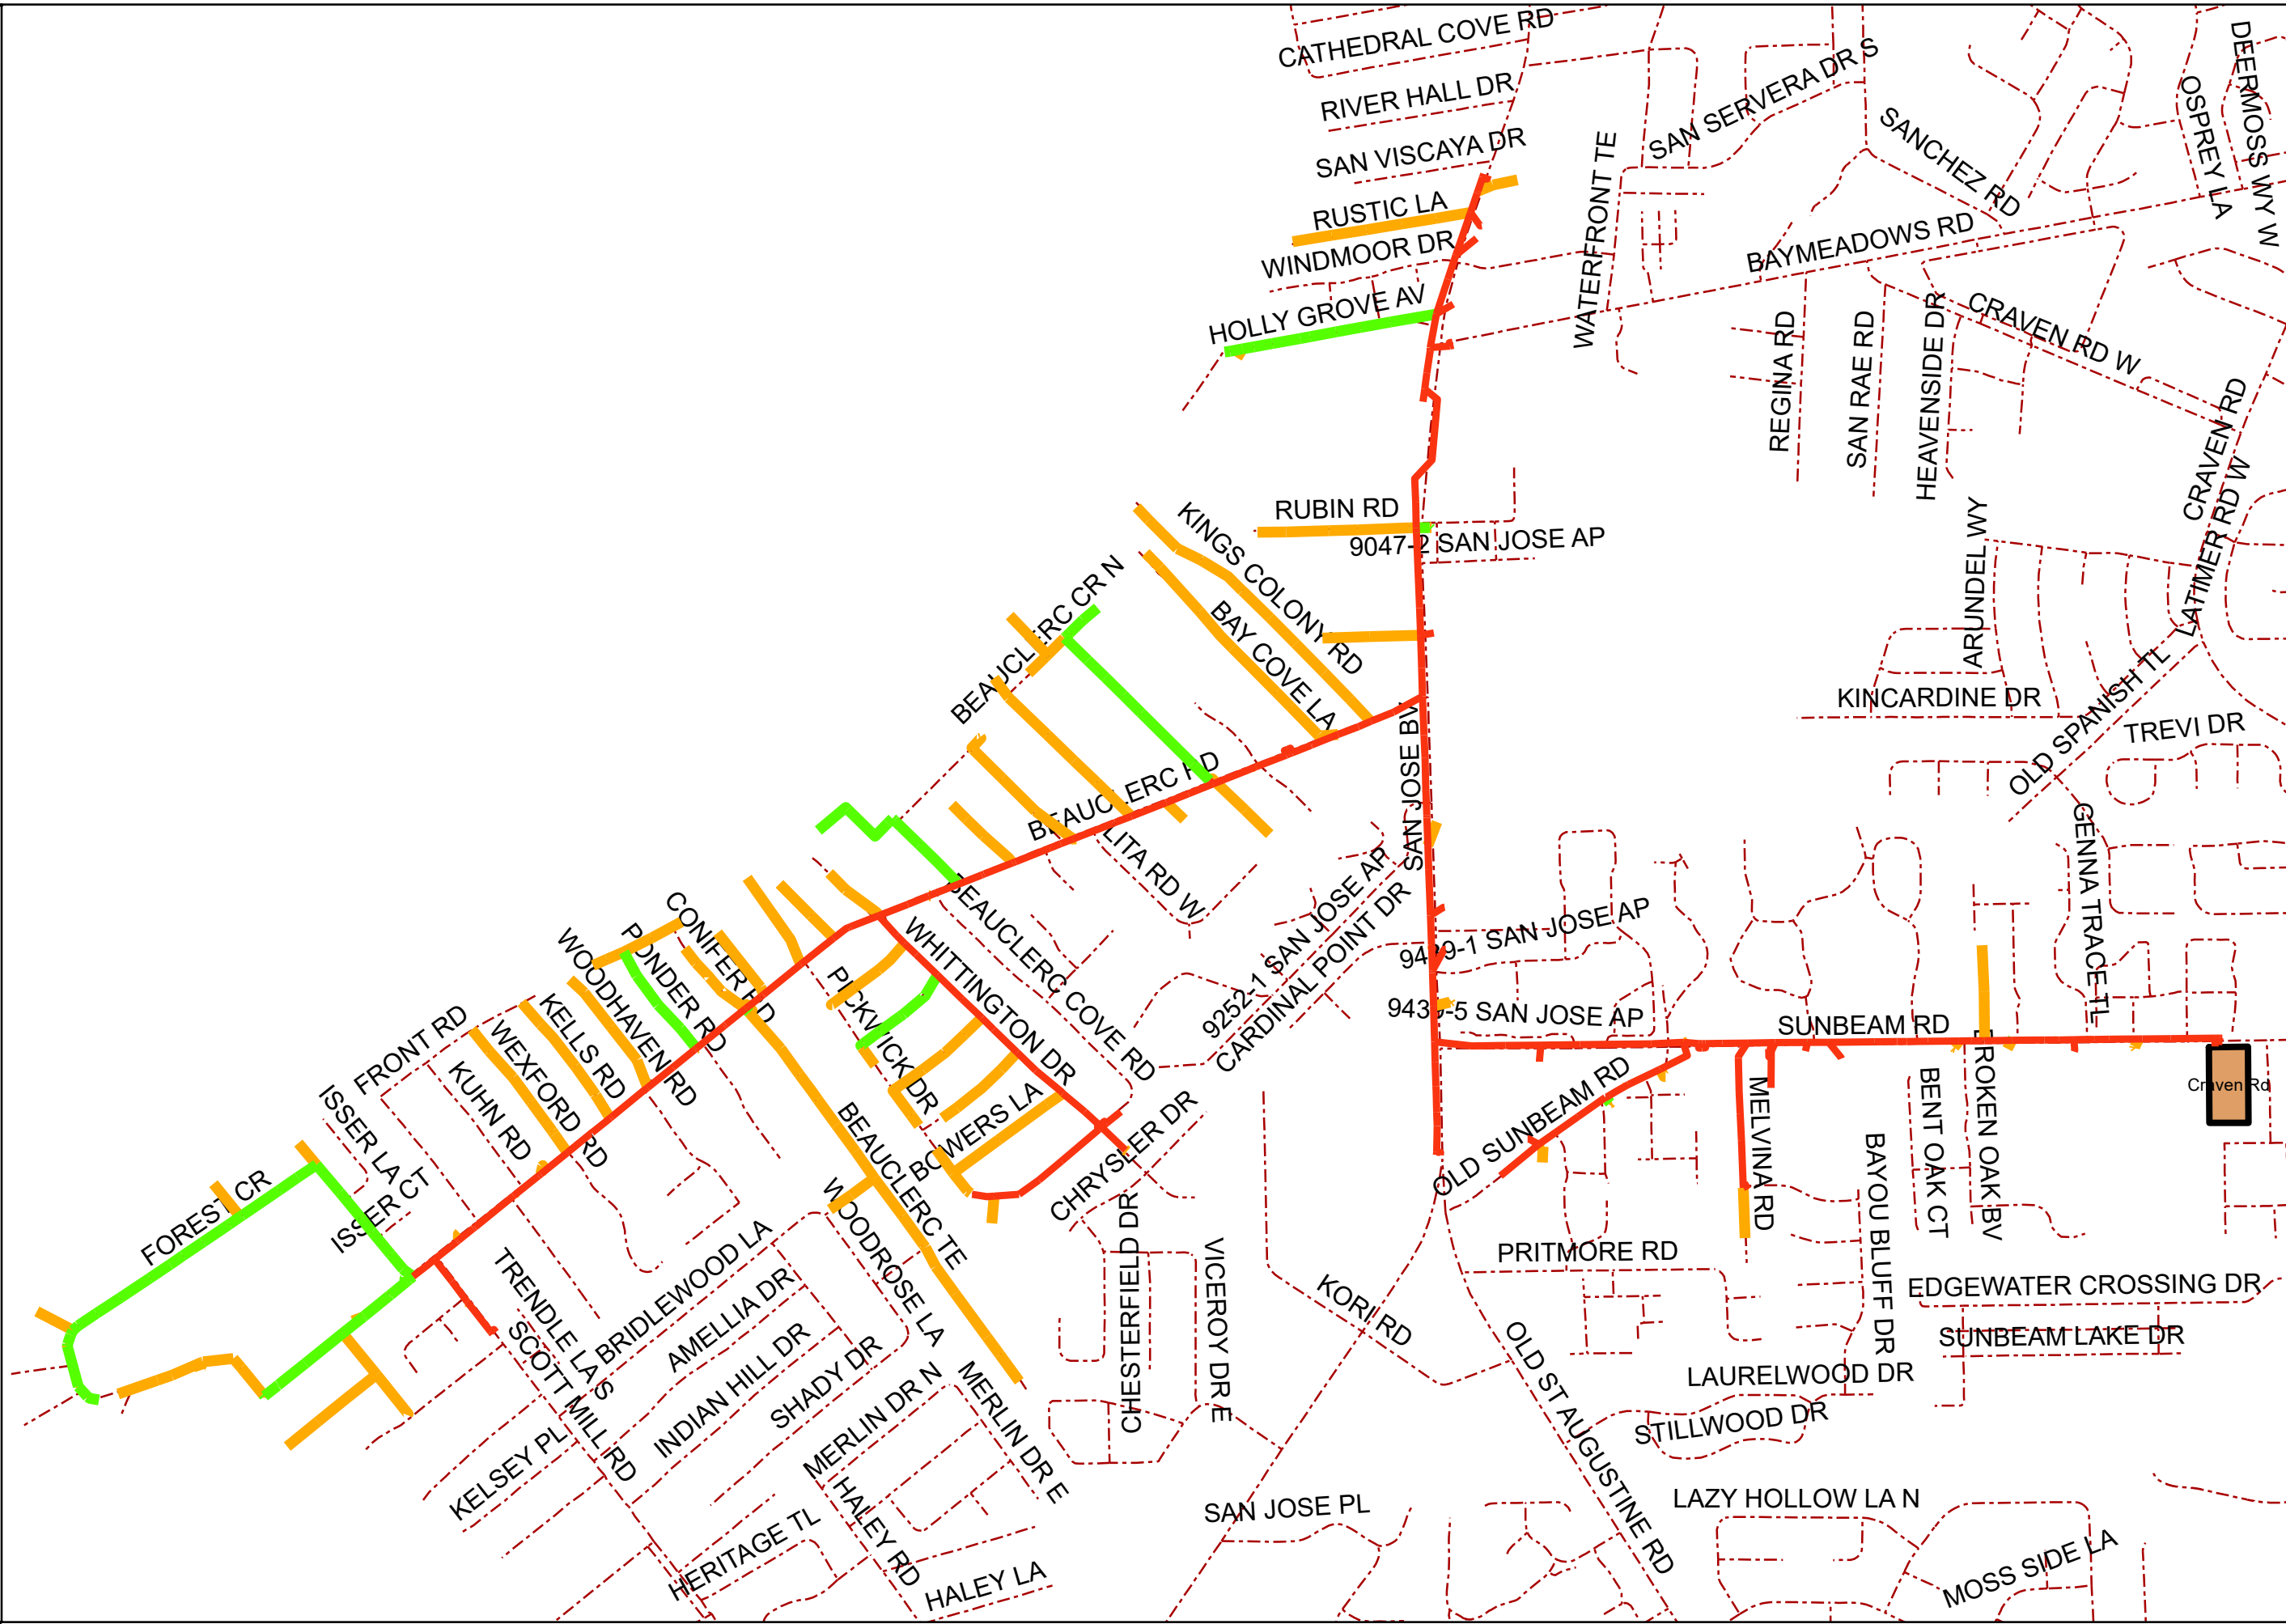 CATHEDRAL COVE RD
RIVER HALL DR
SAN VISCAYA DR
RUSTIC LA
WINDMOOR DR
HOLLY GROVE AV
WATERFRONT TE
SAN SERVERA DR S
SANCHEZ RD
OSPREY LA
DEERMOSS WY W
BAYMEADOWS RD
REGINA RD
SAN RAE RD
HEAVENSIDE DR
CRAVEN RD W
CRAVEN RD
LATIMER RD W
ARUNDEL WY
RUBIN RD
9047-2 SAN JOSE AP
KINGS COLONY RD
BAY COVE LA
BEAUCLERC CR N
KINCARDINE DR
OLD SPANISH TL
TREVI DR
BEAUCLERC RD
SAN JOSE BV
LITA RD W
GENNA TRACE TL
BEAUCLERC COVE RD
9252-1 SAN JOSE AP
CARDINAL POINT DR
9439-1 SAN JOSE AP
9439-5 SAN JOSE AP
SUNBEAM RD
CONIFER RD
PONDER RD
WOODHAVEN RD
KELLS RD
WEXFORD RD
FRONT RD
KUHN RD
ISSER LA
ISSER CT
FOREST CR
WHITTINGTON DR
PICKWICK DR
BOWERS LA
BEAUCLERC TE
CHRYSLER DR
WOODROSE LA
OLD SUNBEAM RD
MELVINA RD
BENT OAK CT
BROKEN OAK BV
BAYOU BLUFF DR
Craven Rd
PRITMORE RD
EDGEWATER CROSSING DR
SUNBEAM LAKE DR
LAURELWOOD DR
STILLWOOD DR
TRENDLE LA S
SCOTT MILL RD
BRIDLEWOOD LA
AMELLIA DR
INDIAN HILL DR
SHADY DR
KELSEY PL
MERLIN DR N
MERLIN DR E
CHESTERFIELD DR
VICEROY DR E
KORI RD
OLD ST AUGUSTINE RD
SAN JOSE PL
LAZY HOLLOW LA N
MOSS SIDE LA
HERITAGE TL
HALEY RD
HALEY LA